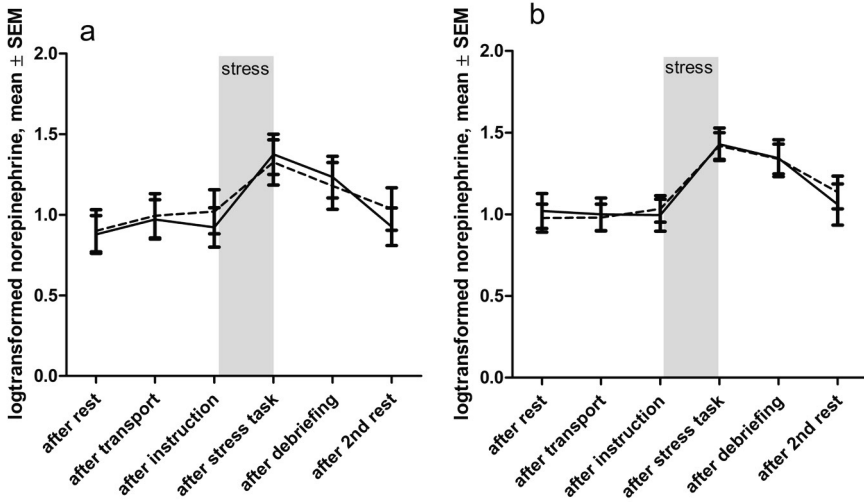 a
logtransformed norepinephrine, mean ± SEM
2.0
1.5
1.0
0.5
0.0
stress
after rest
after transport
after instruction
after stress task
after debriefing
after 2nd rest
b
logtransformed norepinephrine, mean ± SEM
2.0
1.5
1.0
0.5
0.0
stress
after rest
after transport
after instruction
after stress task
after debriefing
after 2nd rest